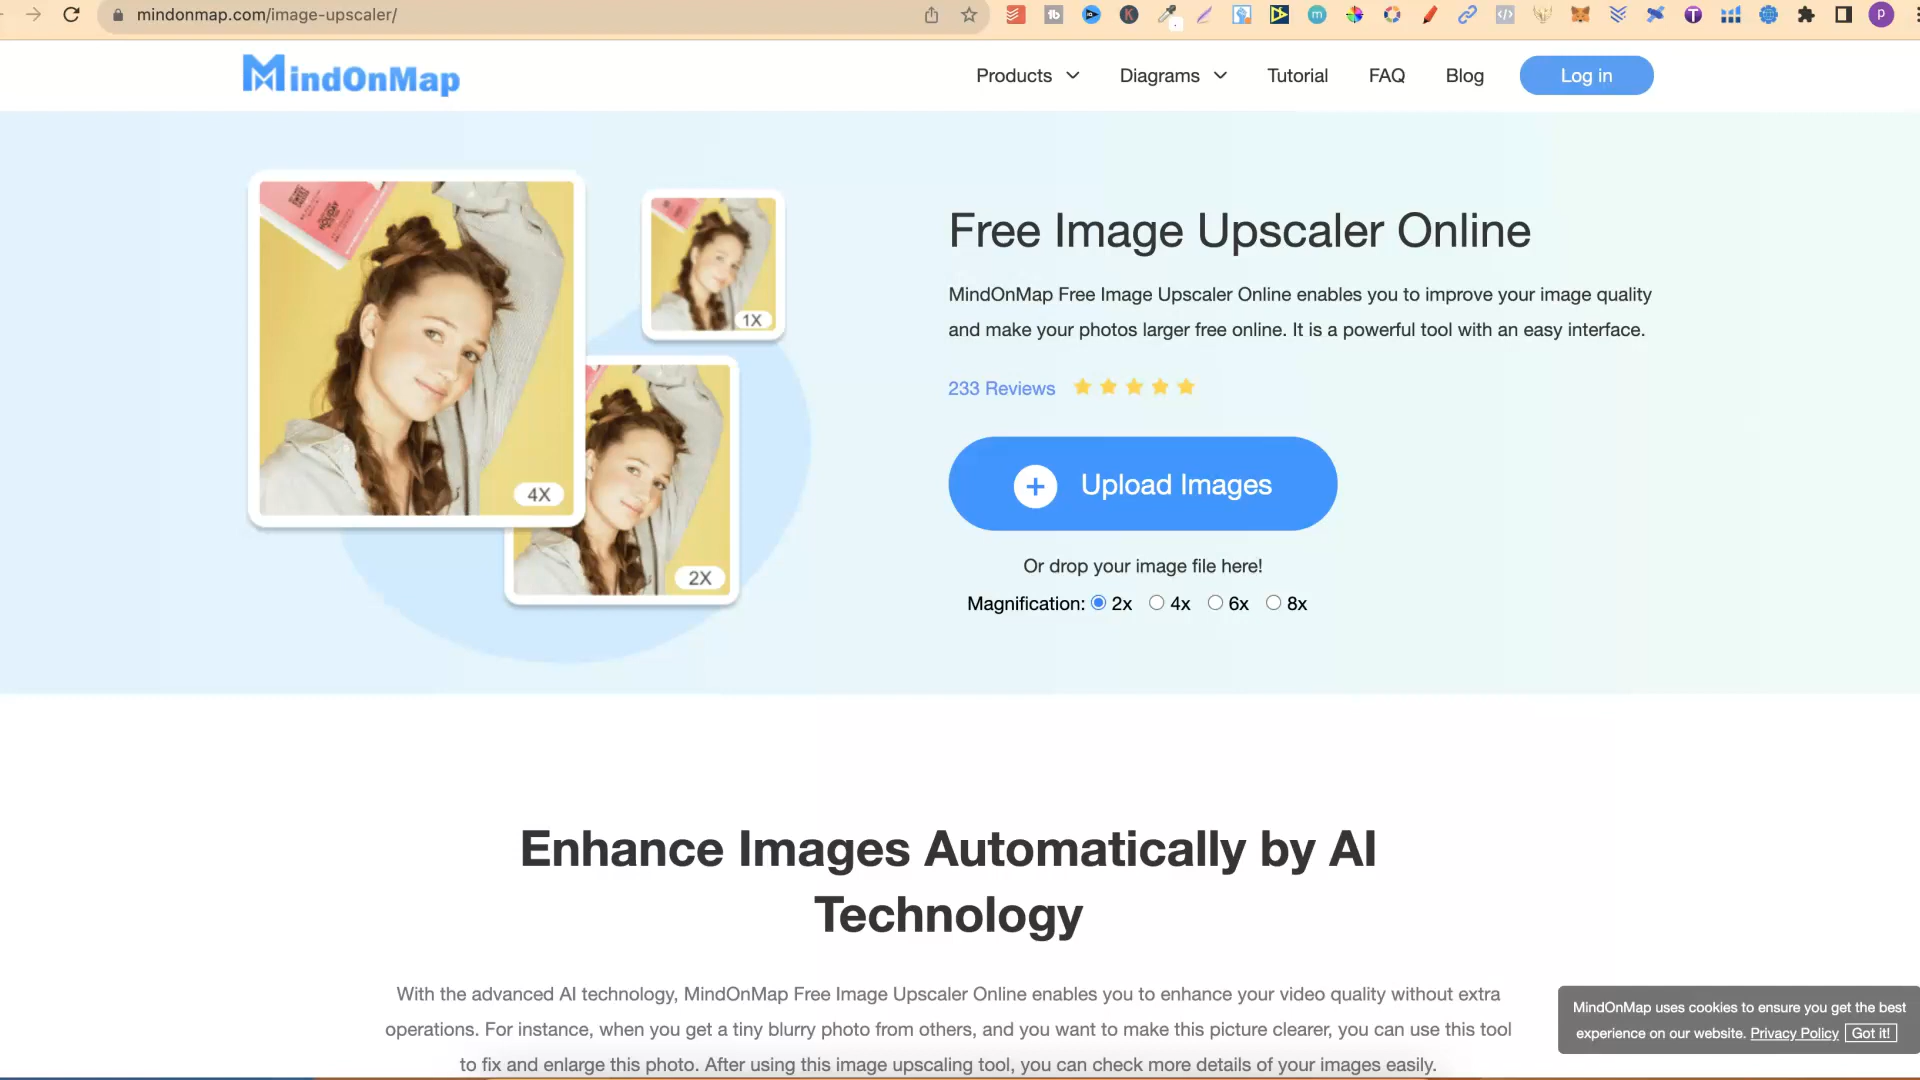 mindonmap.com/image-upscaler/
MindOnMap
Products
Diagrams
Tutorial
FAQ
Blog
Log in
1X
4X
2X
Free Image Upscaler Online
MindOnMap Free Image Upscaler Online enables you to improve your image quality
and make your photos larger free online. It is a powerful tool with an easy interface.
233 Reviews
+ Upload Images
Or drop your image file here!
Magnification: 2x 4x 6x 8x
Enhance Images Automatically by AI
Technology
With the advanced AI technology, MindOnMap Free Image Upscaler Online enables you to enhance your video quality without extra
operations. For instance, when you get a tiny blurry photo from others, and you want to make this picture clearer, you can use this tool
to fix and enlarge this photo. After using this image upscaling tool, you can check more details of your images easily.
MindOnMap uses cookies to ensure you get the best
experience on our website. Privacy Policy Got it!